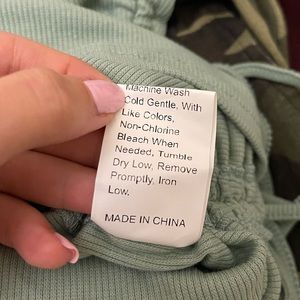 Machine Wash
Cold Gentle, With
Like Colors,
Non-Chlorine
Bleach When
Needed, Tumble
Dry Low, Remove
Promptly, Iron
Low.
MADE IN CHINA